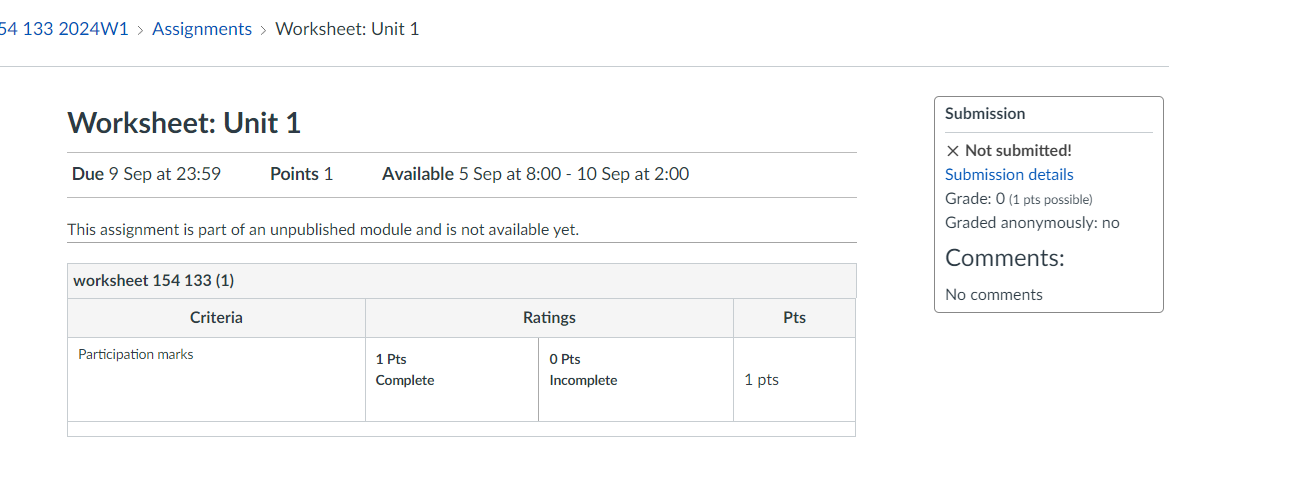 54 133 2024W1 > Assignments > Worksheet: Unit 1
Worksheet: Unit 1
Due 9 Sep at 23:59 Points 1 Available 5 Sep at 8:00 - 10 Sep at 2:00
This assignment is part of an unpublished module and is not available yet.
worksheet 154 133 (1)
Criteria Ratings Pts
Participation marks
1 Pts
Complete
0 Pts
Incomplete
1 pts
Submission
× Not submitted!
Submission details
Grade: 0 (1 pts possible)
Graded anonymously: no
Comments:
No comments